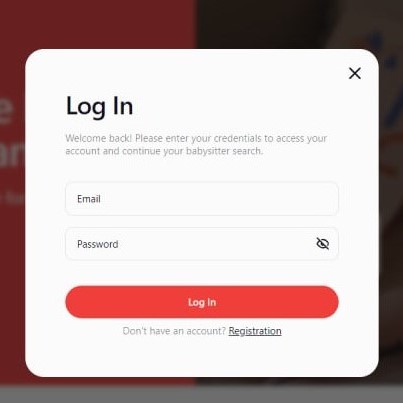 Log In
Welcome back! Please enter your credentials to access your
account and continue your babysitter search.
Email
Password
Log In
Don't have an account? Registration